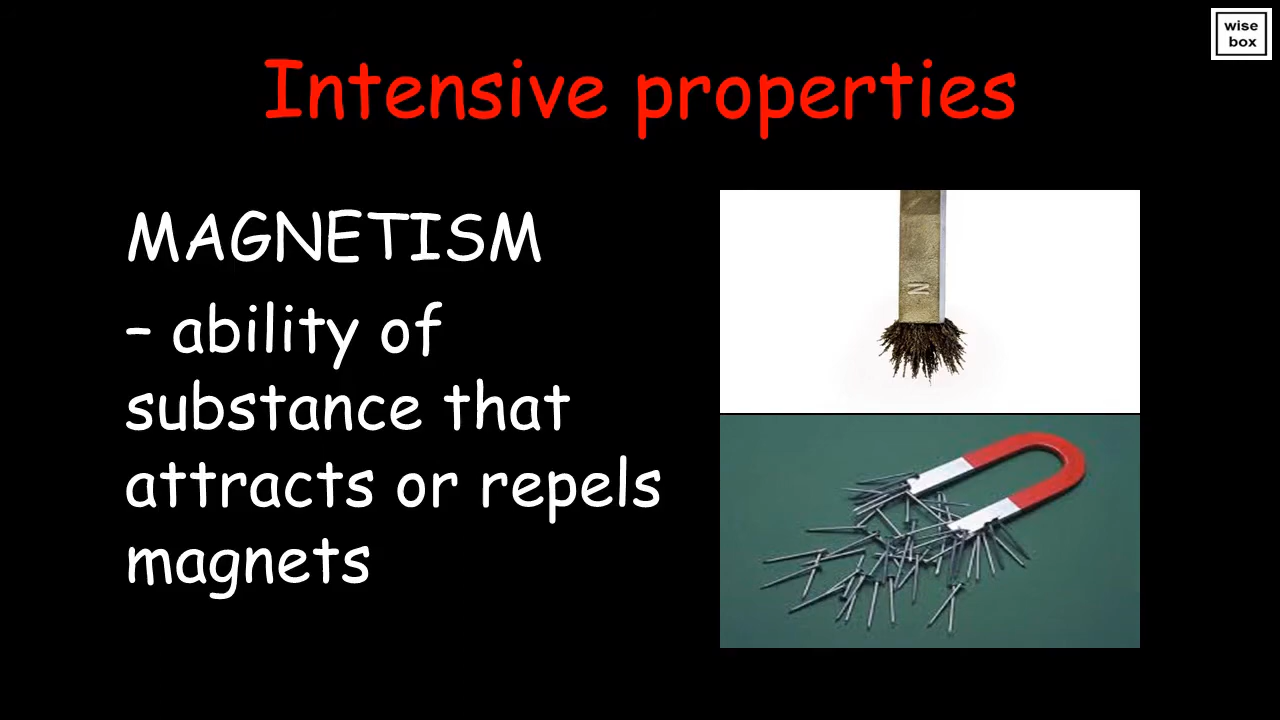 wise
box
Intensive properties
MAGNETISM
– ability of
substance that
attracts or repels
magnets
N